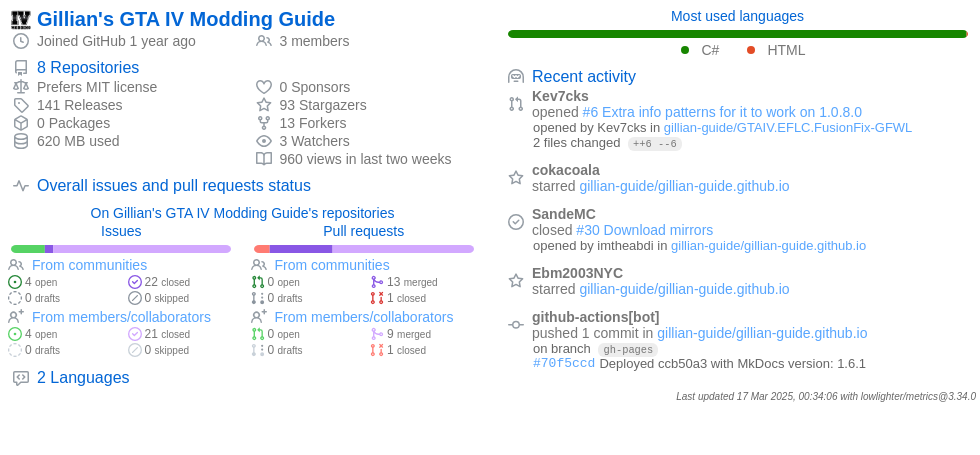 IV Gillian's GTA IV Modding Guide
Joined GitHub 1 year ago
3 members
8 Repositories
Prefers MIT license
0 Sponsors
141 Releases
93 Stargazers
0 Packages
13 Forkers
620 MB used
3 Watchers
960 views in last two weeks
Overall issues and pull requests status
On Gillian's GTA IV Modding Guide's repositories
Issues
Pull requests
From communities
From communities
4 open
22 closed
0 open
13 merged
0 drafts
0 skipped
0 drafts
1 closed
From members/collaborators
From members/collaborators
4 open
21 closed
0 open
9 merged
0 drafts
0 skipped
0 drafts
1 closed
2 Languages
Most used languages
C#
HTML
Recent activity
Kev7cks
opened #6 Extra info patterns for it to work on 1.0.8.0
opened by Kev7cks in gillian-guide/GTAIV.EFLC.FusionFix-GFWL
2 files changed ++6 --6
cokacoala
starred gillian-guide/gillian-guide.github.io
SandeMC
closed #30 Download mirrors
opened by imtheabdi in gillian-guide/gillian-guide.github.io
Ebm2003NYC
starred gillian-guide/gillian-guide.github.io
github-actions[bot]
pushed 1 commit in gillian-guide/gillian-guide.github.io
on branch gh-pages
#70f5ccd Deployed ccb50a3 with MkDocs version: 1.6.1
Last updated 17 Mar 2025, 00:34:06 with lowlighter/metrics@3.34.0